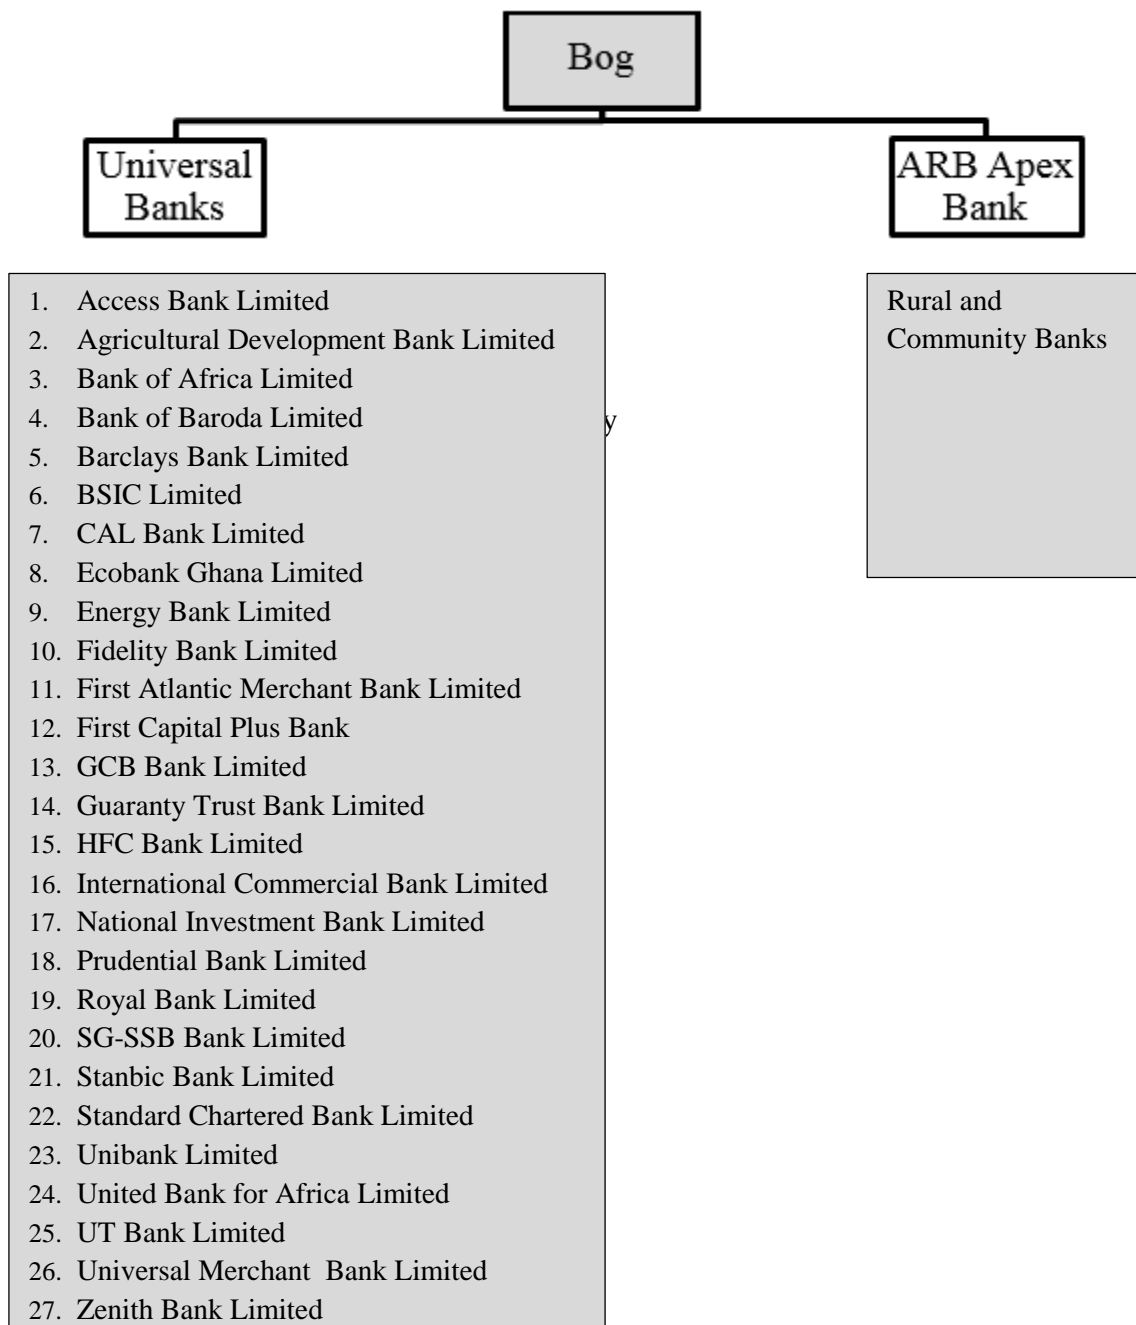 Bog
Universal
Banks
ARB Apex
Bank
1. Access Bank Limited
2. Agricultural Development Bank Limited
3. Bank of Africa Limited
4. Bank of Baroda Limited
5. Barclays Bank Limited
6. BSIC Limited
7. CAL Bank Limited
8. Ecobank Ghana Limited
9. Energy Bank Limited
10. Fidelity Bank Limited
11. First Atlantic Merchant Bank Limited
12. First Capital Plus Bank
13. GCB Bank Limited
14. Guaranty Trust Bank Limited
15. HFC Bank Limited
16. International Commercial Bank Limited
17. National Investment Bank Limited
18. Prudential Bank Limited
19. Royal Bank Limited
20. SG-SSB Bank Limited
21. Stanbic Bank Limited
22. Standard Chartered Bank Limited
23. Unibank Limited
24. United Bank for Africa Limited
25. UT Bank Limited
26. Universal Merchant  Bank Limited
27. Zenith Bank Limited
y
Rural and
Community Banks